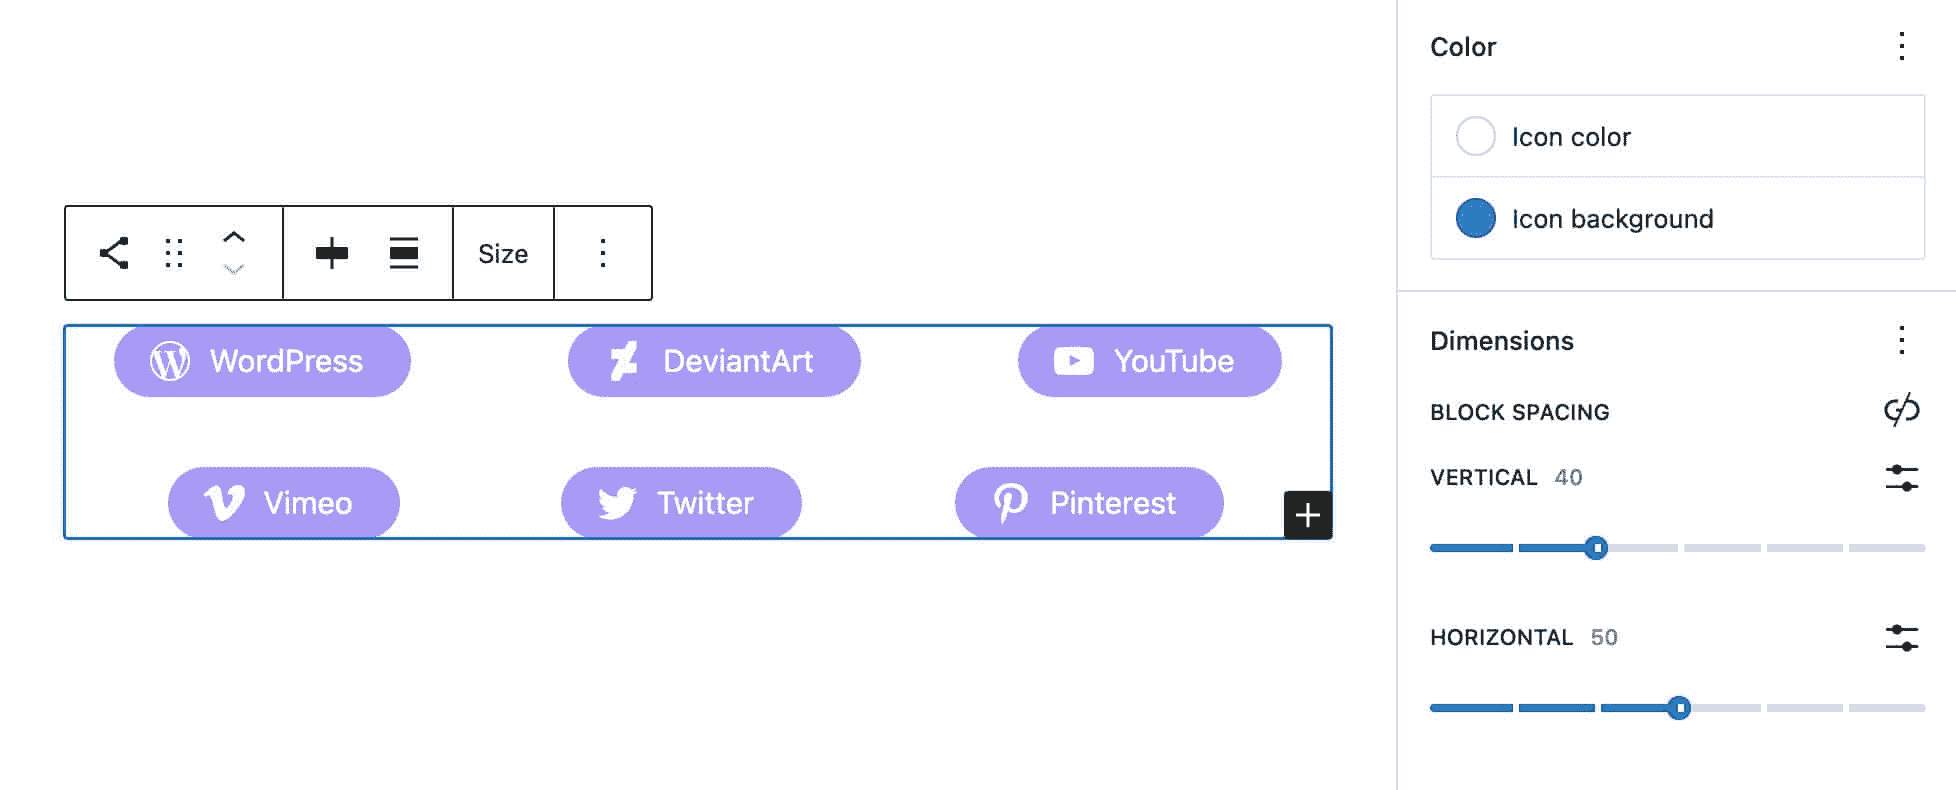 Size
WordPress
DeviantArt
YouTube
Vimeo
Twitter
Pinterest
Color
Icon color
Icon background
Dimensions
BLOCK SPACING
VERTICAL 40
HORIZONTAL 50